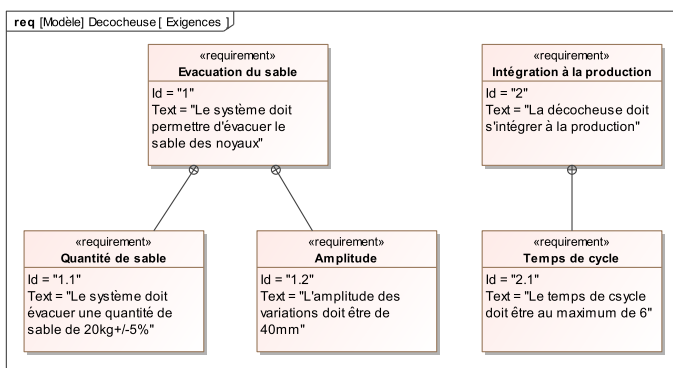 req [Modèle] Decocheuse [ Exigences ]
«requirement»
Evacuation du sable
Id = "1"
Text = "Le système doit
permettre d'évacuer le
sable des noyaux"
«requirement»
Intégration à la production
Id = "2"
Text = "La décocheuse doit
s'intégrer à la production"
«requirement»
Quantité de sable
Id = "1.1"
Text = "Le système doit
évacuer une quantité de
sable de 20kg+/-5%"
«requirement»
Amplitude
Id = "1.2"
Text = "L'amplitude des
variations doit être de
40mm"
«requirement»
Temps de cycle
Id = "2.1"
Text = "Le temps de csycle
doit être au maximum de 6"